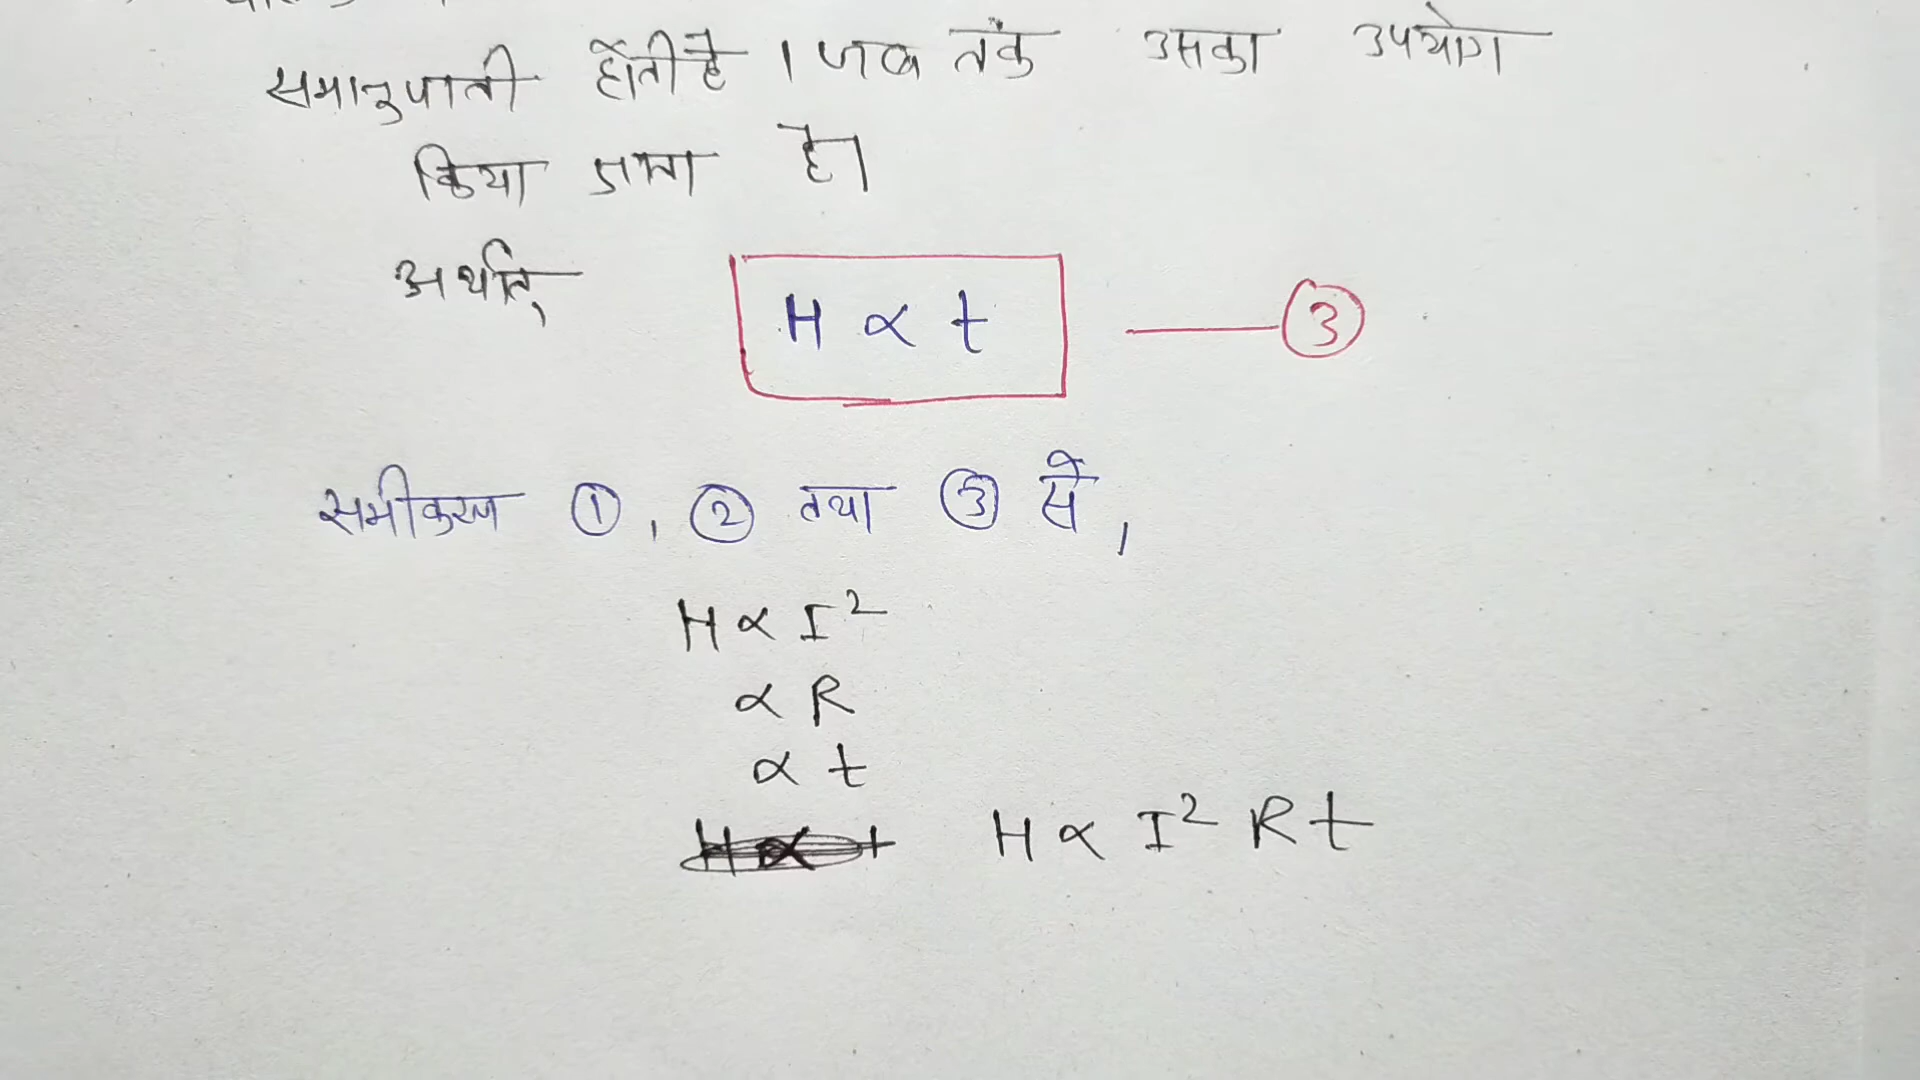 समानुपाती होती है । जब तक उसका उपयोग
किया जाता है।
अर्थात्
H ∝ t ——— ③
समीकरण ①, ② तथा ③ से,
H ∝ I²
∝ R
∝ t
H ∝ I² R t